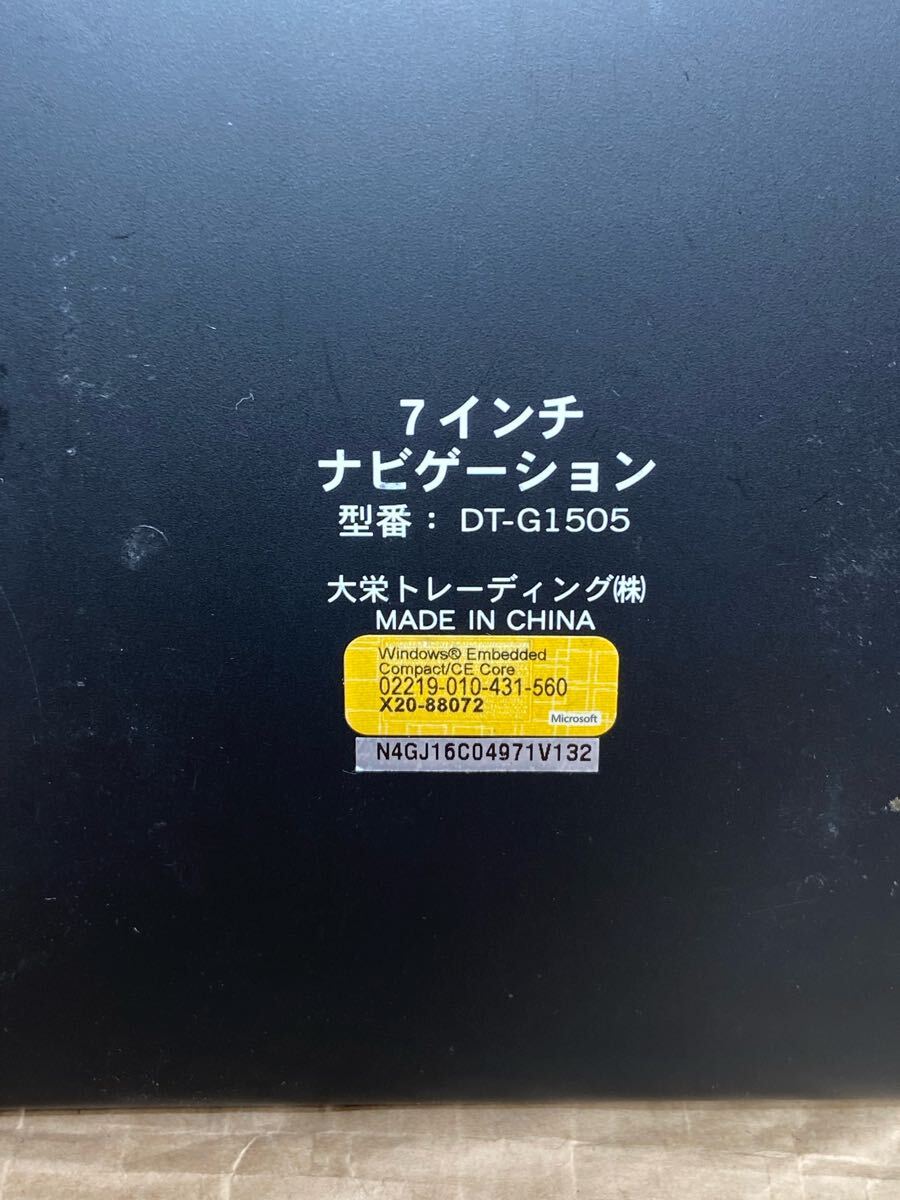 7インチ
ナビゲーション
型番： DT-G1505
大栄トレーディング㈱
MADE IN CHINA
Windows® Embedded
Compact/CE Core
02219-010-431-560
X20-88072
Microsoft
N4GJ16C04971V132